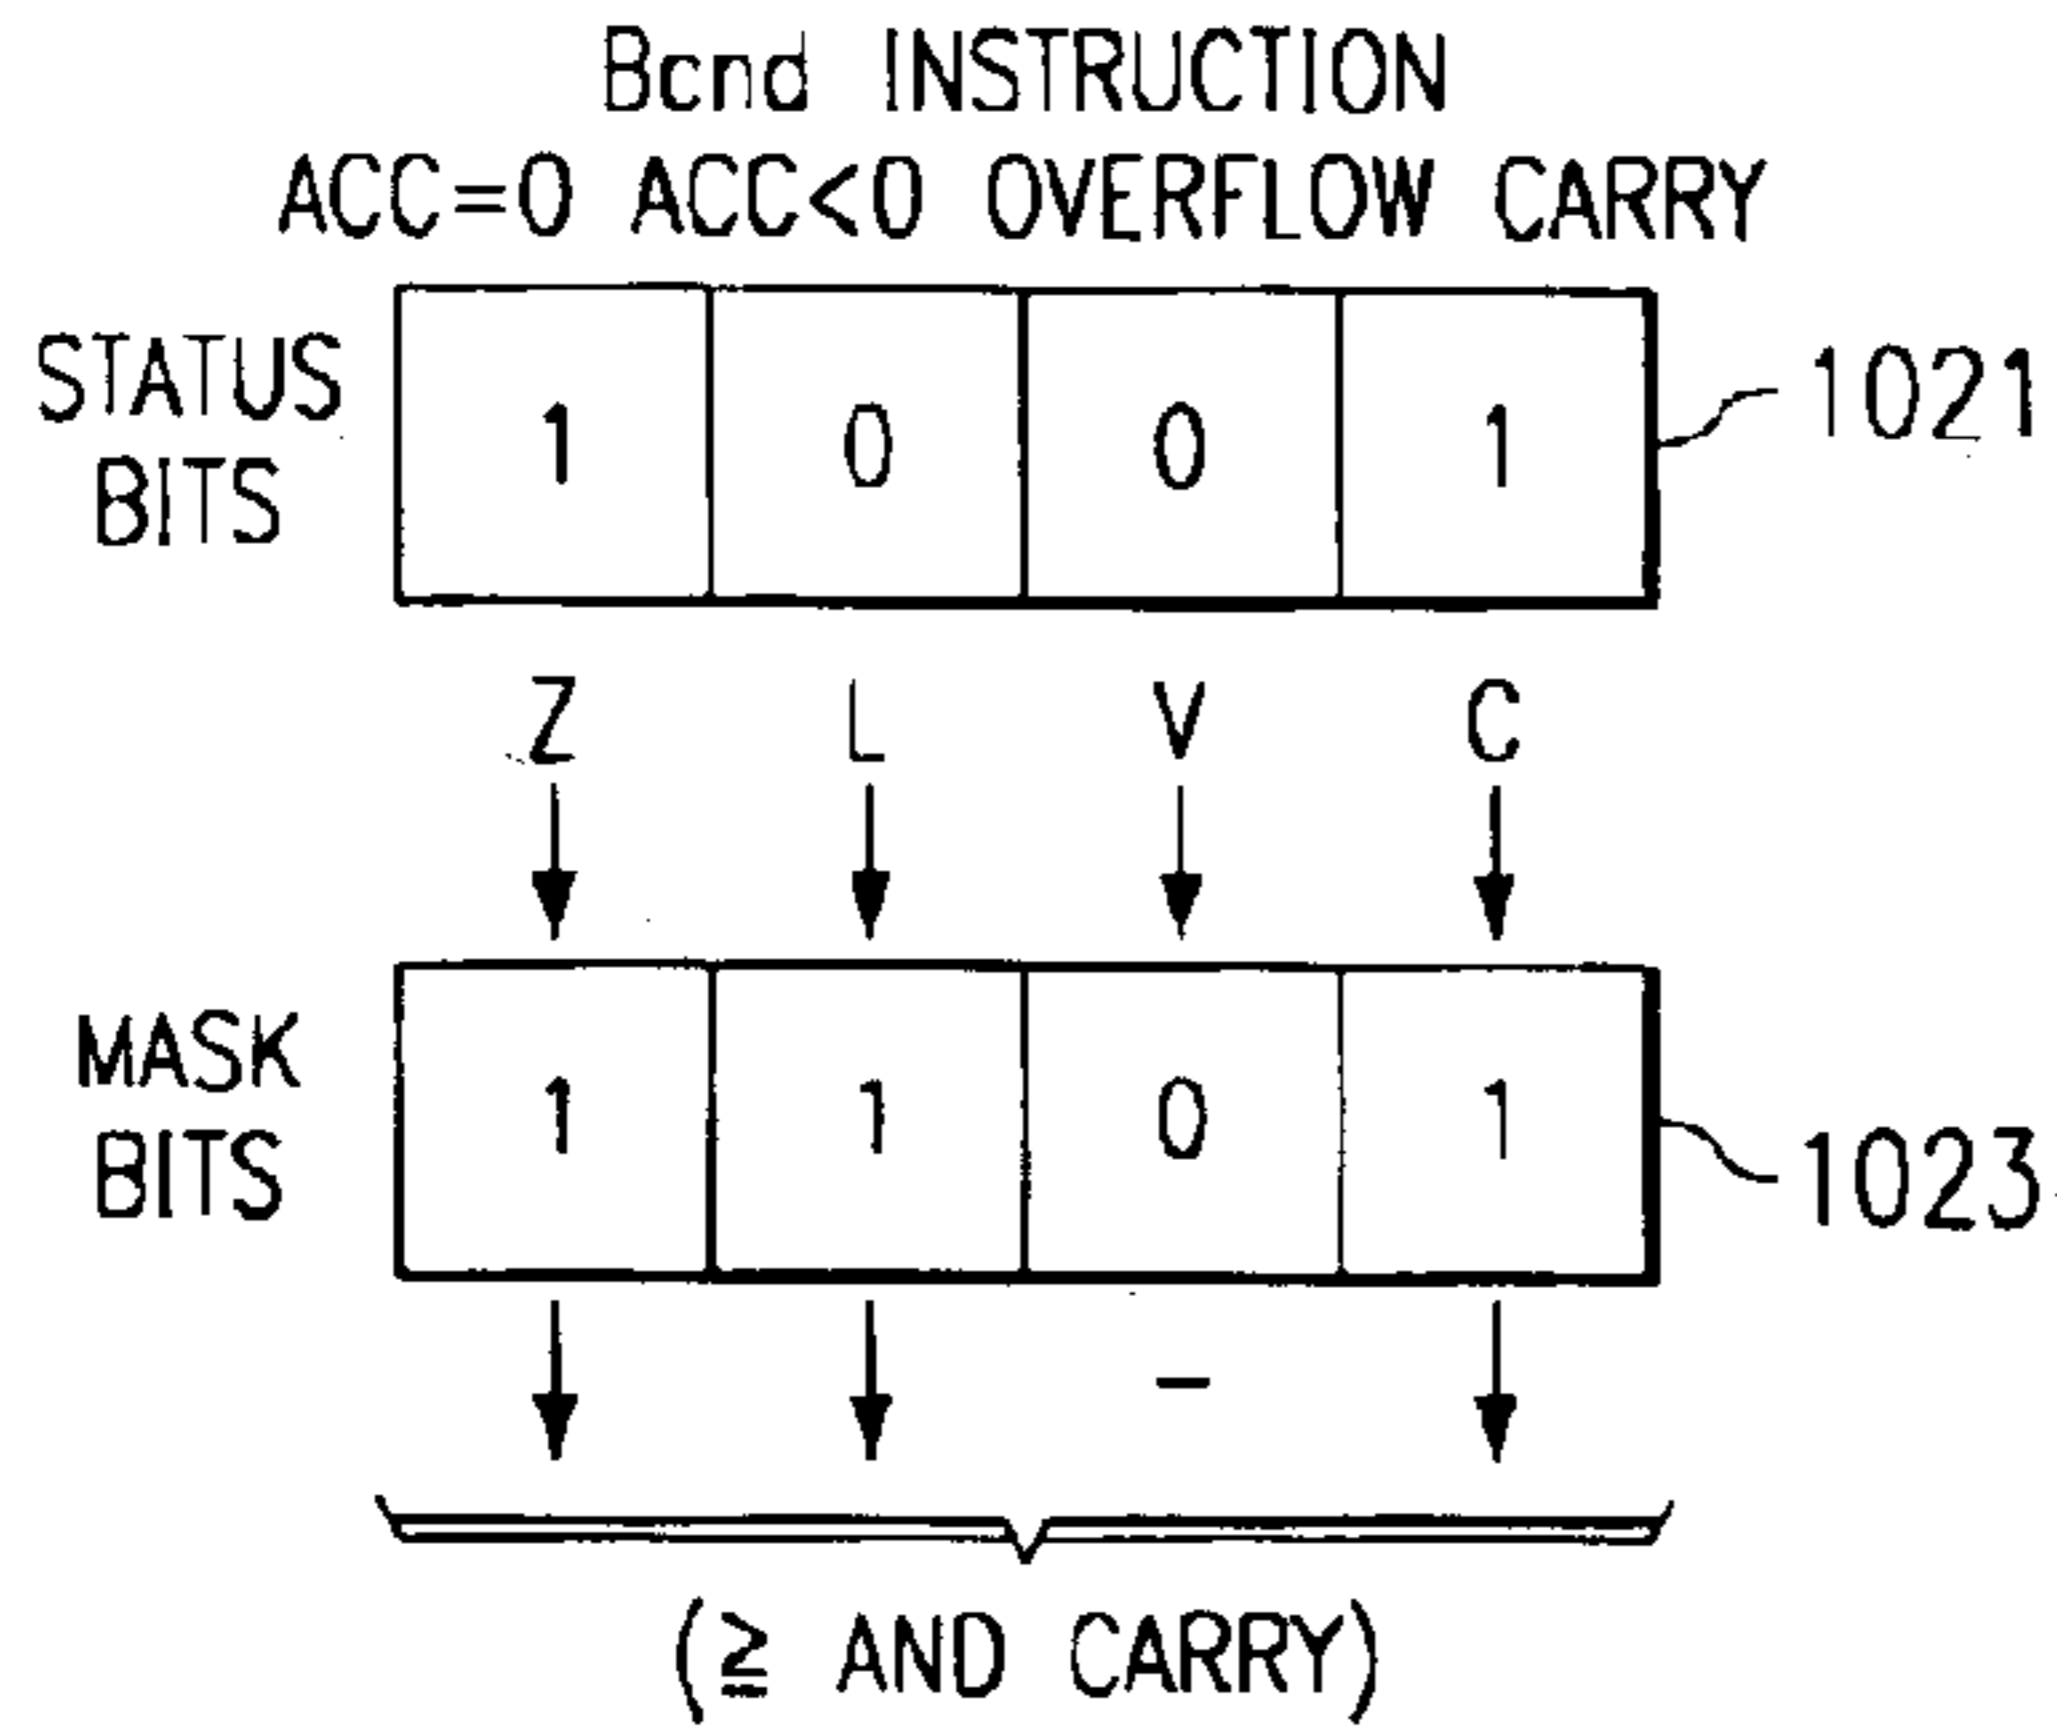 Bcnd INSTRUCTION
ACC=0 ACC<0 OVERFLOW CARRY
STATUS BITS
1 0 0 1
1021
Z L V C
MASK BITS
1 1 0 1
1023
-
(≧ AND CARRY)